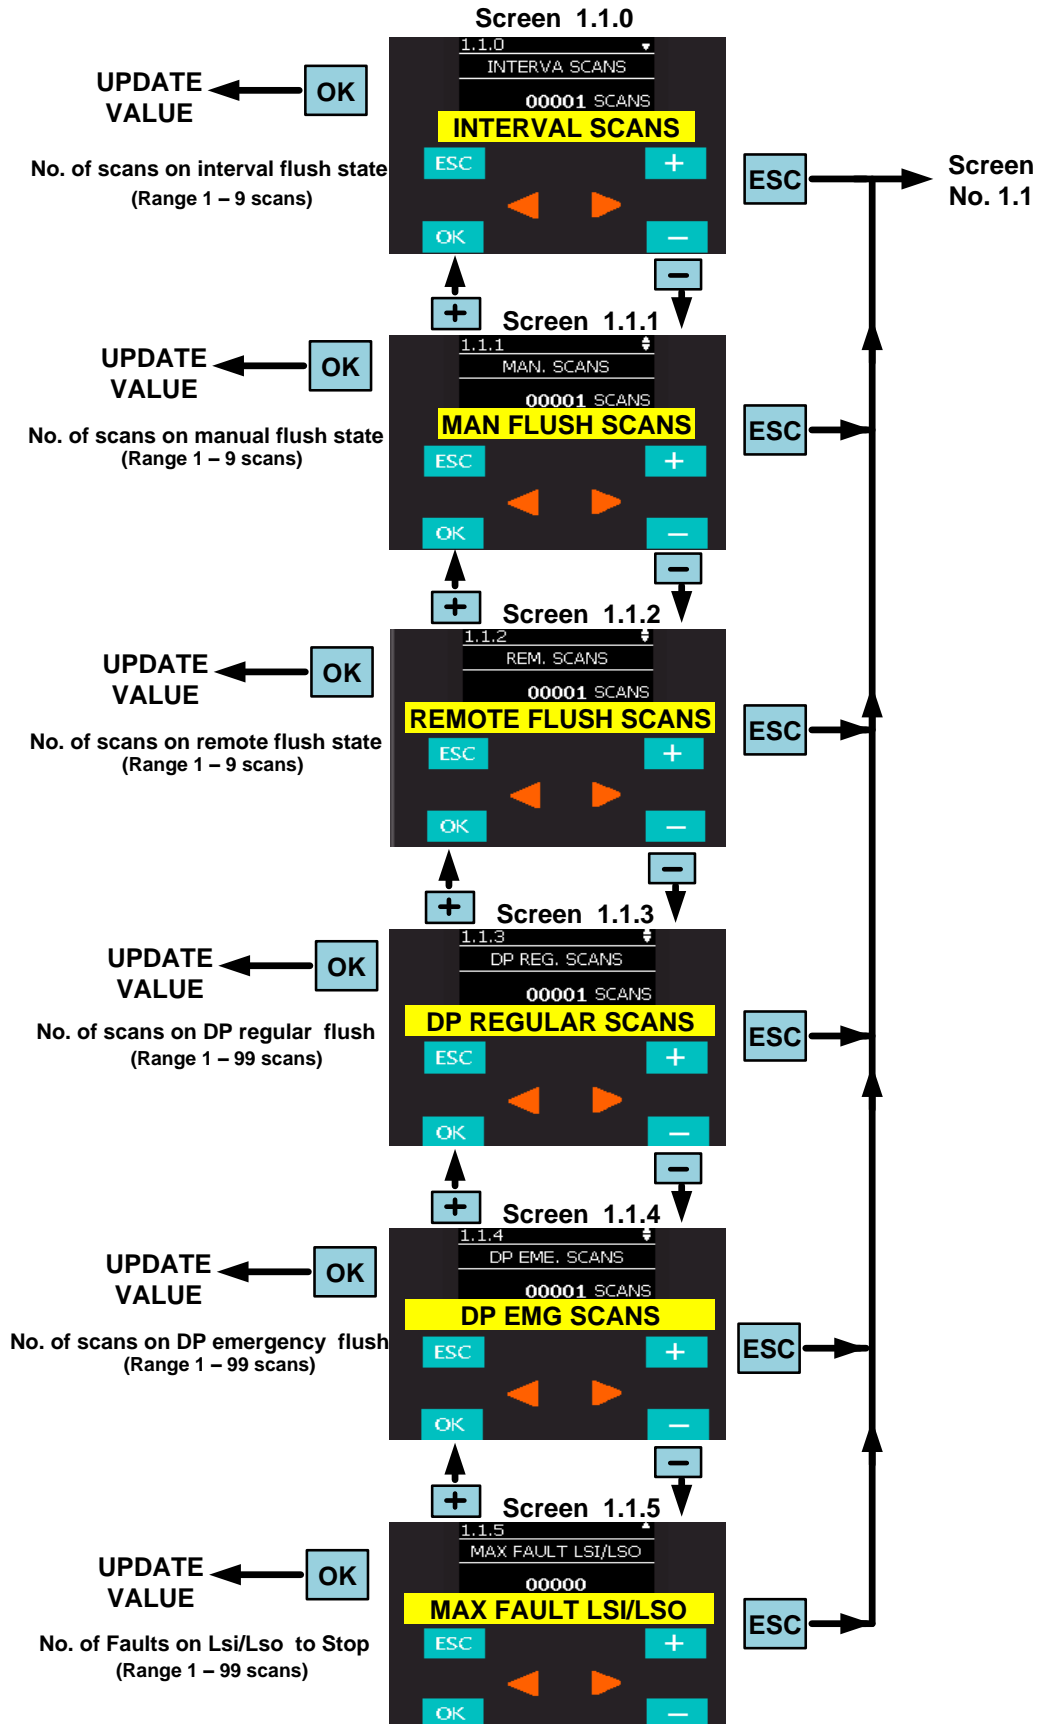 Screen 1.1.0
1.1.0
INTERVA SCANS
00001 SCANS
INTERVAL SCANS
ESC
+
OK
−
UPDATE
VALUE
OK
No. of scans on interval flush state
(Range 1 – 9 scans)
ESC
Screen
No. 1.1
−
+
Screen 1.1.1
1.1.1
MAN. SCANS
00001 SCANS
MAN FLUSH SCANS
ESC
+
OK
−
UPDATE
VALUE
OK
No. of scans on manual flush state
(Range 1 – 9 scans)
ESC
−
+
Screen 1.1.2
1.1.2
REM. SCANS
00001 SCANS
REMOTE FLUSH SCANS
ESC
+
OK
−
UPDATE
VALUE
OK
No. of scans on remote flush state
(Range 1 – 9 scans)
ESC
−
+
Screen 1.1.3
1.1.3
DP REG. SCANS
00001 SCANS
DP REGULAR SCANS
ESC
+
OK
−
UPDATE
VALUE
OK
No. of scans on DP regular flush
(Range 1 – 99 scans)
ESC
−
+
Screen 1.1.4
1.1.4
DP EME. SCANS
00001 SCANS
DP EMG SCANS
ESC
+
OK
−
UPDATE
VALUE
OK
No. of scans on DP emergency flush
(Range 1 – 99 scans)
ESC
−
+
Screen 1.1.5
1.1.5
MAX FAULT LSI/LSO
00000
MAX FAULT LSI/LSO
ESC
+
OK
−
UPDATE
VALUE
OK
No. of Faults on Lsi/Lso to Stop
(Range 1 – 99 scans)
ESC